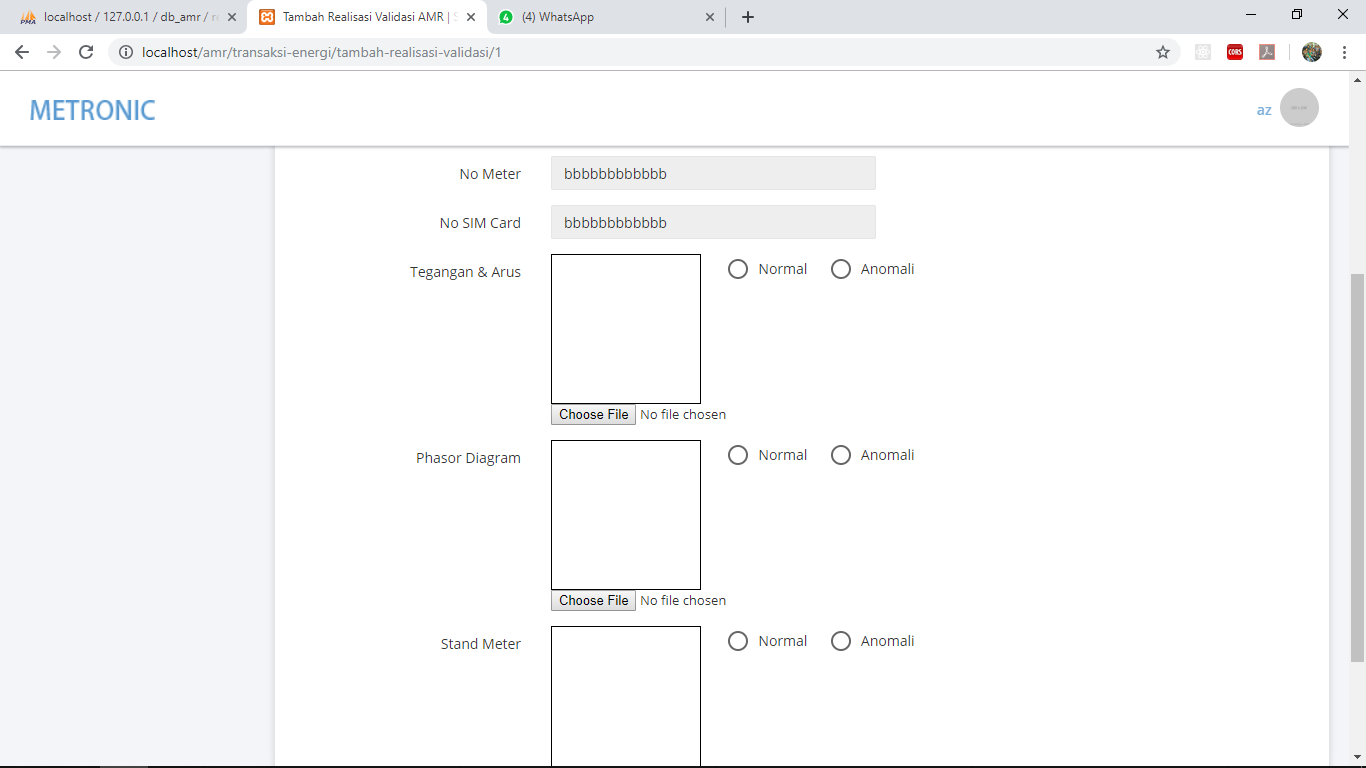 localhost / 127.0.0.1 / db_amr /
Tambah Realisasi Validasi AMR |
(4) WhatsApp
localhost/amr/transaksi-energi/tambah-realisasi-validasi/1
CORS
METRONIC
az
No Meter
bbbbbbbbbbbb
No SIM Card
bbbbbbbbbbbb
Tegangan & Arus
Normal
Anomali
Choose File No file chosen
Phasor Diagram
Normal
Anomali
Choose File No file chosen
Stand Meter
Normal
Anomali